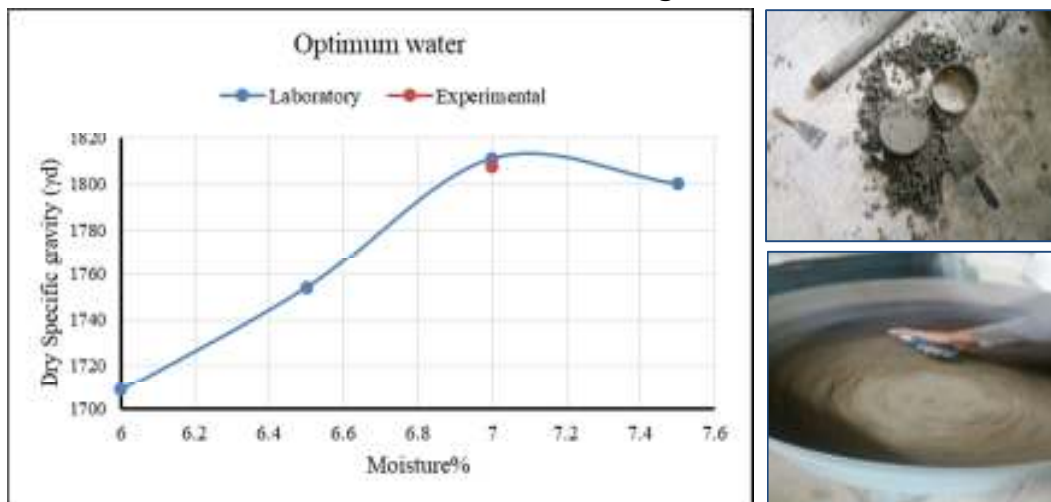 Optimum water
Laboratory Experimental
Dry Specific gravity (γd)
1820
1800
1780
1760
1740
1720
1700
6 6.2 6.4 6.6 6.8 7 7.2 7.4 7.6
Moisture%